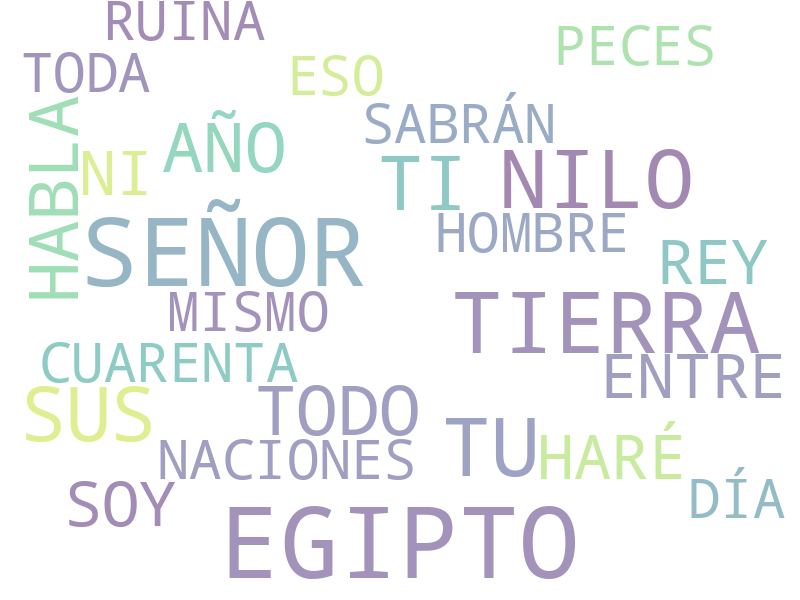 RUINA
PECES
TODA
ESO
SABRÁN
HABLA
NI
AÑO
TI
NILO
SEÑOR
HOMBRE
REY
MISMO
TIERRA
CUARENTA
ENTRE
SUS
TODO
TU
HARÉ
NACIONES
SOY
DÍA
EGIPTO